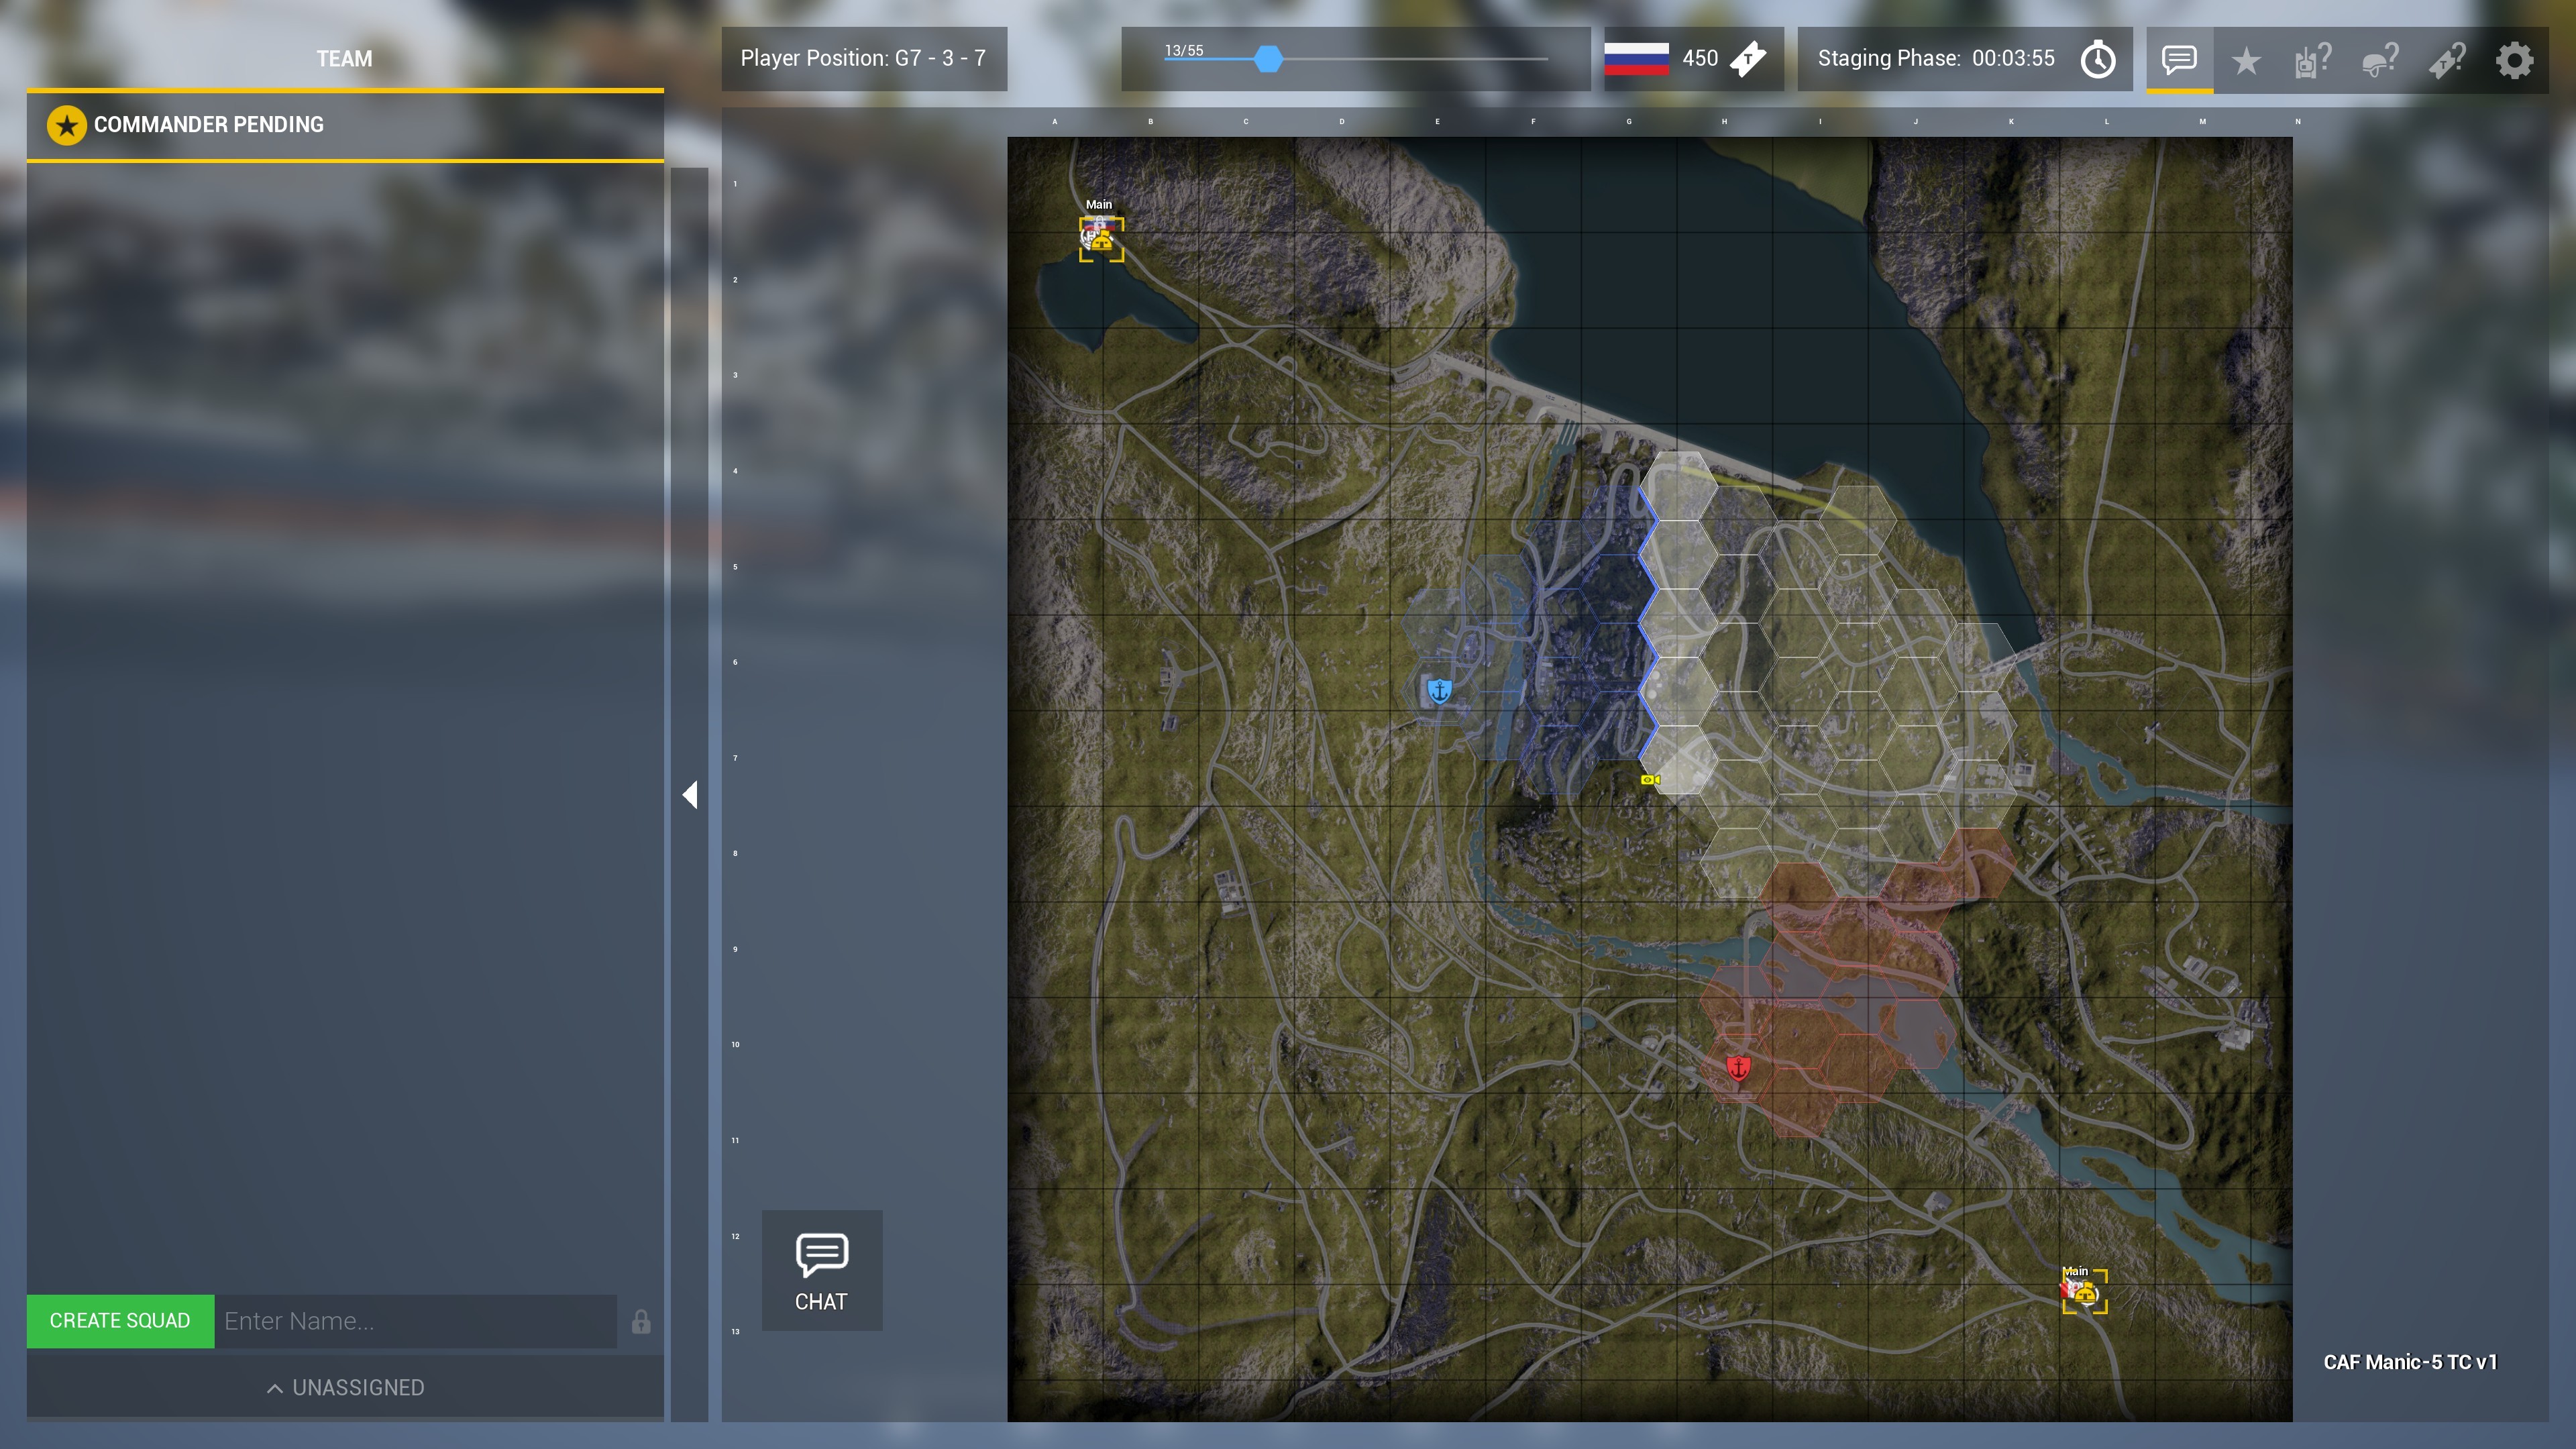 TEAM
Player Position: G7 - 3 - 7
13/55
450
Staging Phase: 00:03:55
COMMANDER PENDING
A B C D E F G H I J K L M N
1
Main
2
3
4
5
6
7
8
9
10
11
12
Main
CHAT
CREATE SQUAD
Enter Name...
13
CAF Manic-5 TC v1
UNASSIGNED